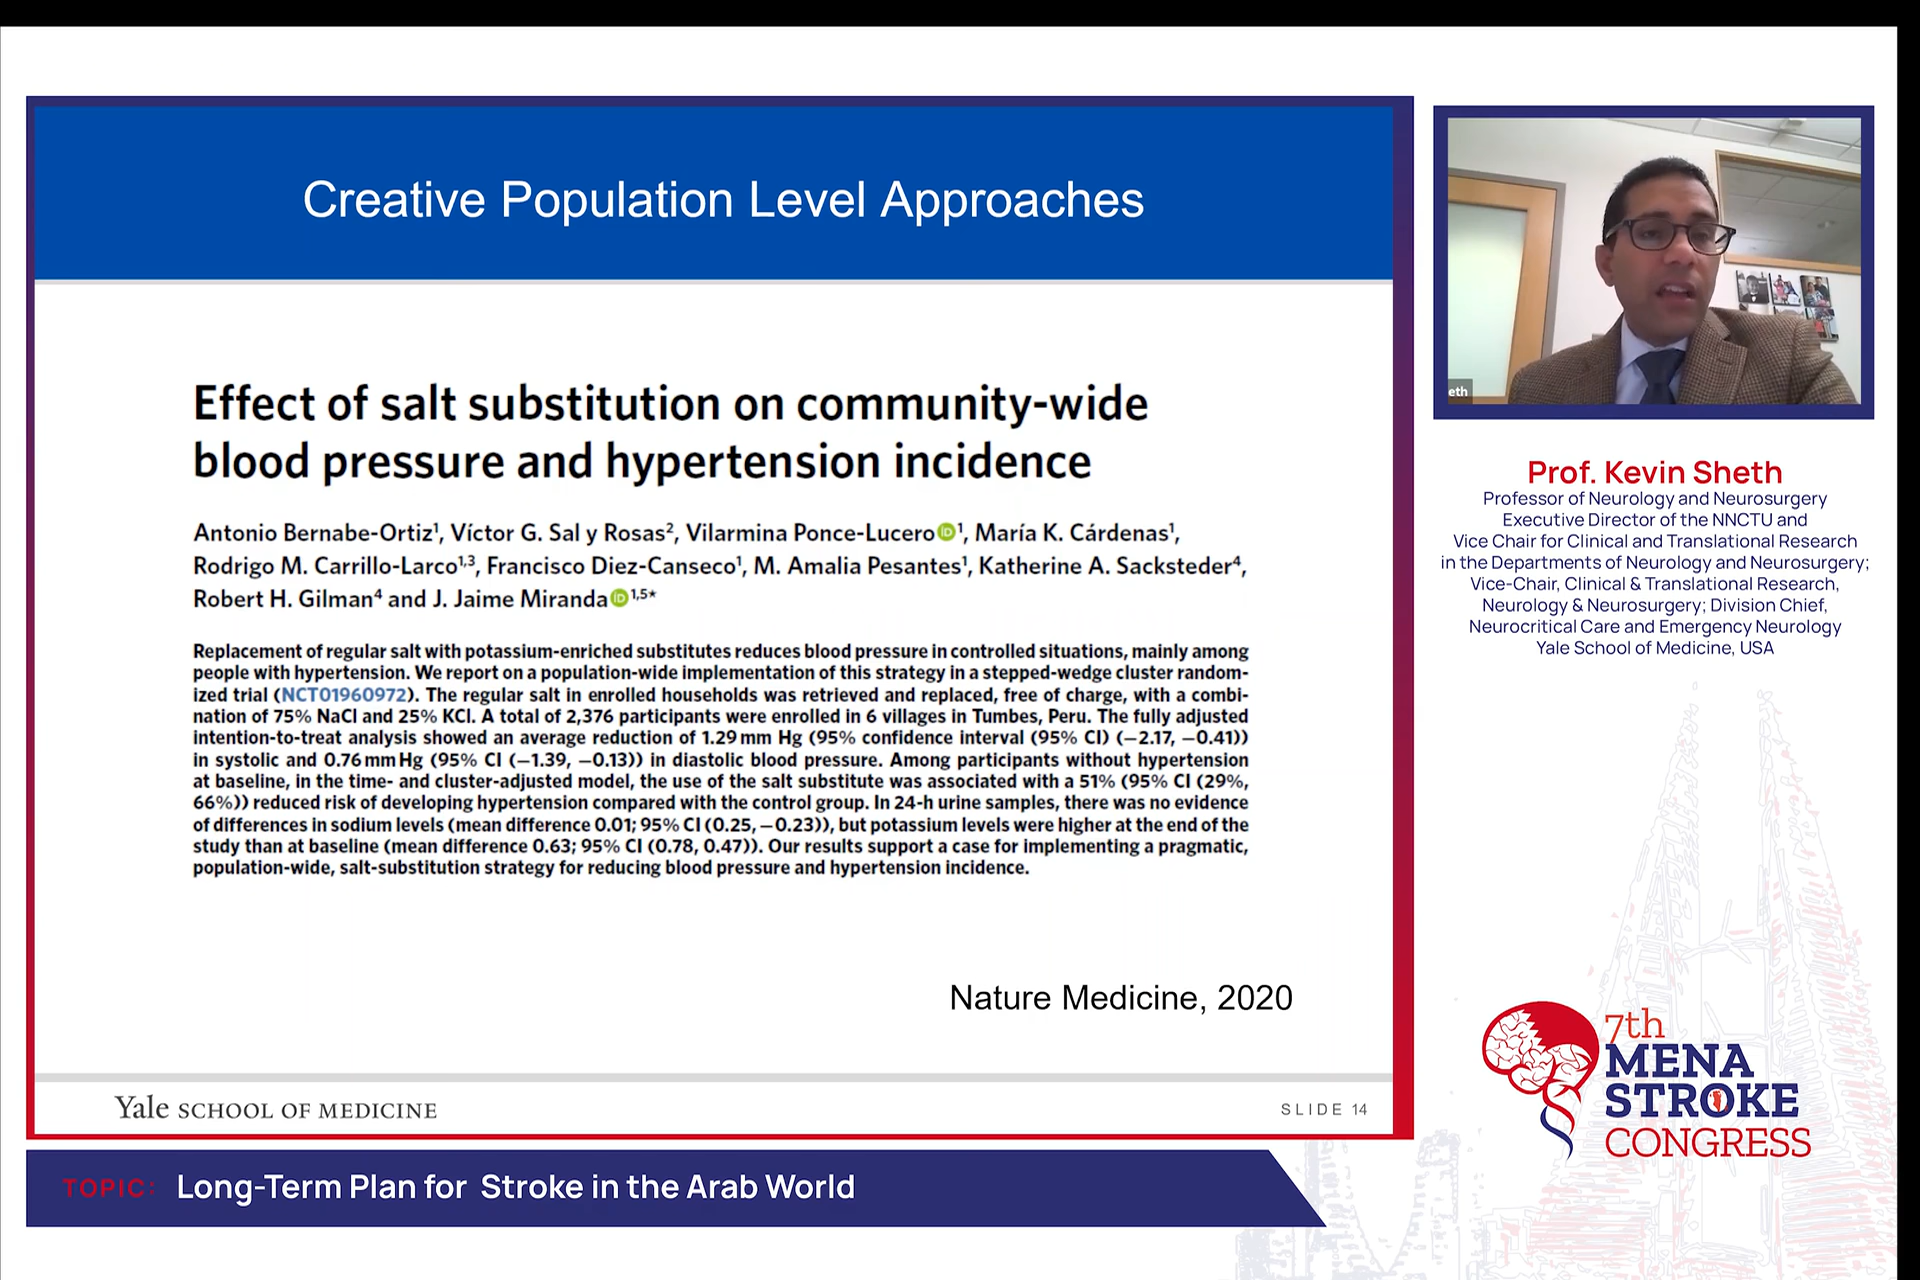 Creative Population Level Approaches
Effect of salt substitution on community-wide
blood pressure and hypertension incidence
Antonio Bernabe-Ortiz¹, Víctor G. Sal y Rosas², Vilarmina Ponce-Lucero iD ¹, María K. Cárdenas¹,
Rodrigo M. Carrillo-Larco¹,³, Francisco Diez-Canseco¹, M. Amalia Pesantes¹, Katherine A. Sacksteder⁴,
Robert H. Gilman⁴ and J. Jaime Miranda iD ¹,⁵*
Replacement of regular salt with potassium-enriched substitutes reduces blood pressure in controlled situations, mainly among
people with hypertension. We report on a population-wide implementation of this strategy in a stepped-wedge cluster random-
ized trial (NCT01960972). The regular salt in enrolled households was retrieved and replaced, free of charge, with a combi-
nation of 75% NaCl and 25% KCl. A total of 2,376 participants were enrolled in 6 villages in Tumbes, Peru. The fully adjusted
intention-to-treat analysis showed an average reduction of 1.29 mm Hg (95% confidence interval (95% CI) (−2.17, −0.41))
in systolic and 0.76 mm Hg (95% CI (−1.39, −0.13)) in diastolic blood pressure. Among participants without hypertension
at baseline, in the time- and cluster-adjusted model, the use of the salt substitute was associated with a 51% (95% CI (29%,
66%)) reduced risk of developing hypertension compared with the control group. In 24-h urine samples, there was no evidence
of differences in sodium levels (mean difference 0.01; 95% CI (0.25, −0.23)), but potassium levels were higher at the end of the
study than at baseline (mean difference 0.63; 95% CI (0.78, 0.47)). Our results support a case for implementing a pragmatic,
population-wide, salt-substitution strategy for reducing blood pressure and hypertension incidence.
Nature Medicine, 2020
Yale SCHOOL OF MEDICINE
SLIDE 14
eth
Prof. Kevin Sheth
Professor of Neurology and Neurosurgery
Executive Director of the NNCTU and
Vice Chair for Clinical and Translational Research
in the Departments of Neurology and Neurosurgery;
Vice-Chair, Clinical & Translational Research,
Neurology & Neurosurgery; Division Chief,
Neurocritical Care and Emergency Neurology
Yale School of Medicine, USA
7th
MENA
STROKE
CONGRESS
TOPIC: Long-Term Plan for Stroke in the Arab World